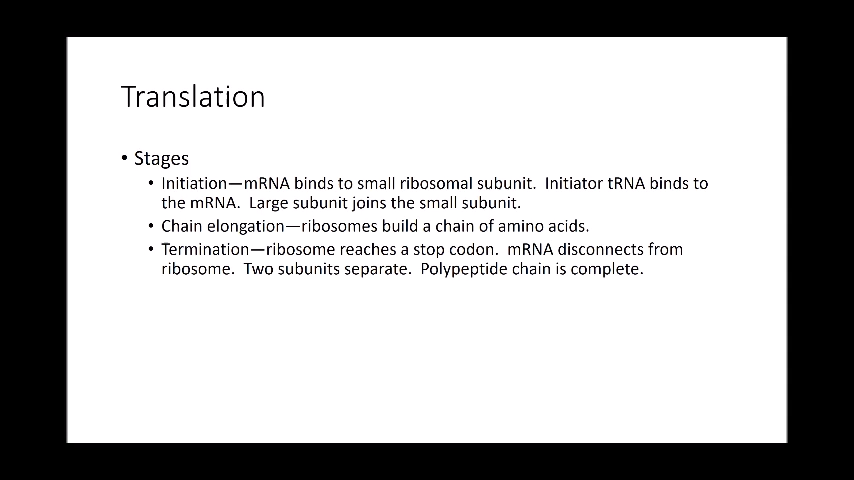 Translation
• Stages
• Initiation—mRNA binds to small ribosomal subunit.  Initiator tRNA binds to
the mRNA.  Large subunit joins the small subunit.
• Chain elongation—ribosomes build a chain of amino acids.
• Termination—ribosome reaches a stop codon.  mRNA disconnects from
ribosome.  Two subunits separate.  Polypeptide chain is complete.